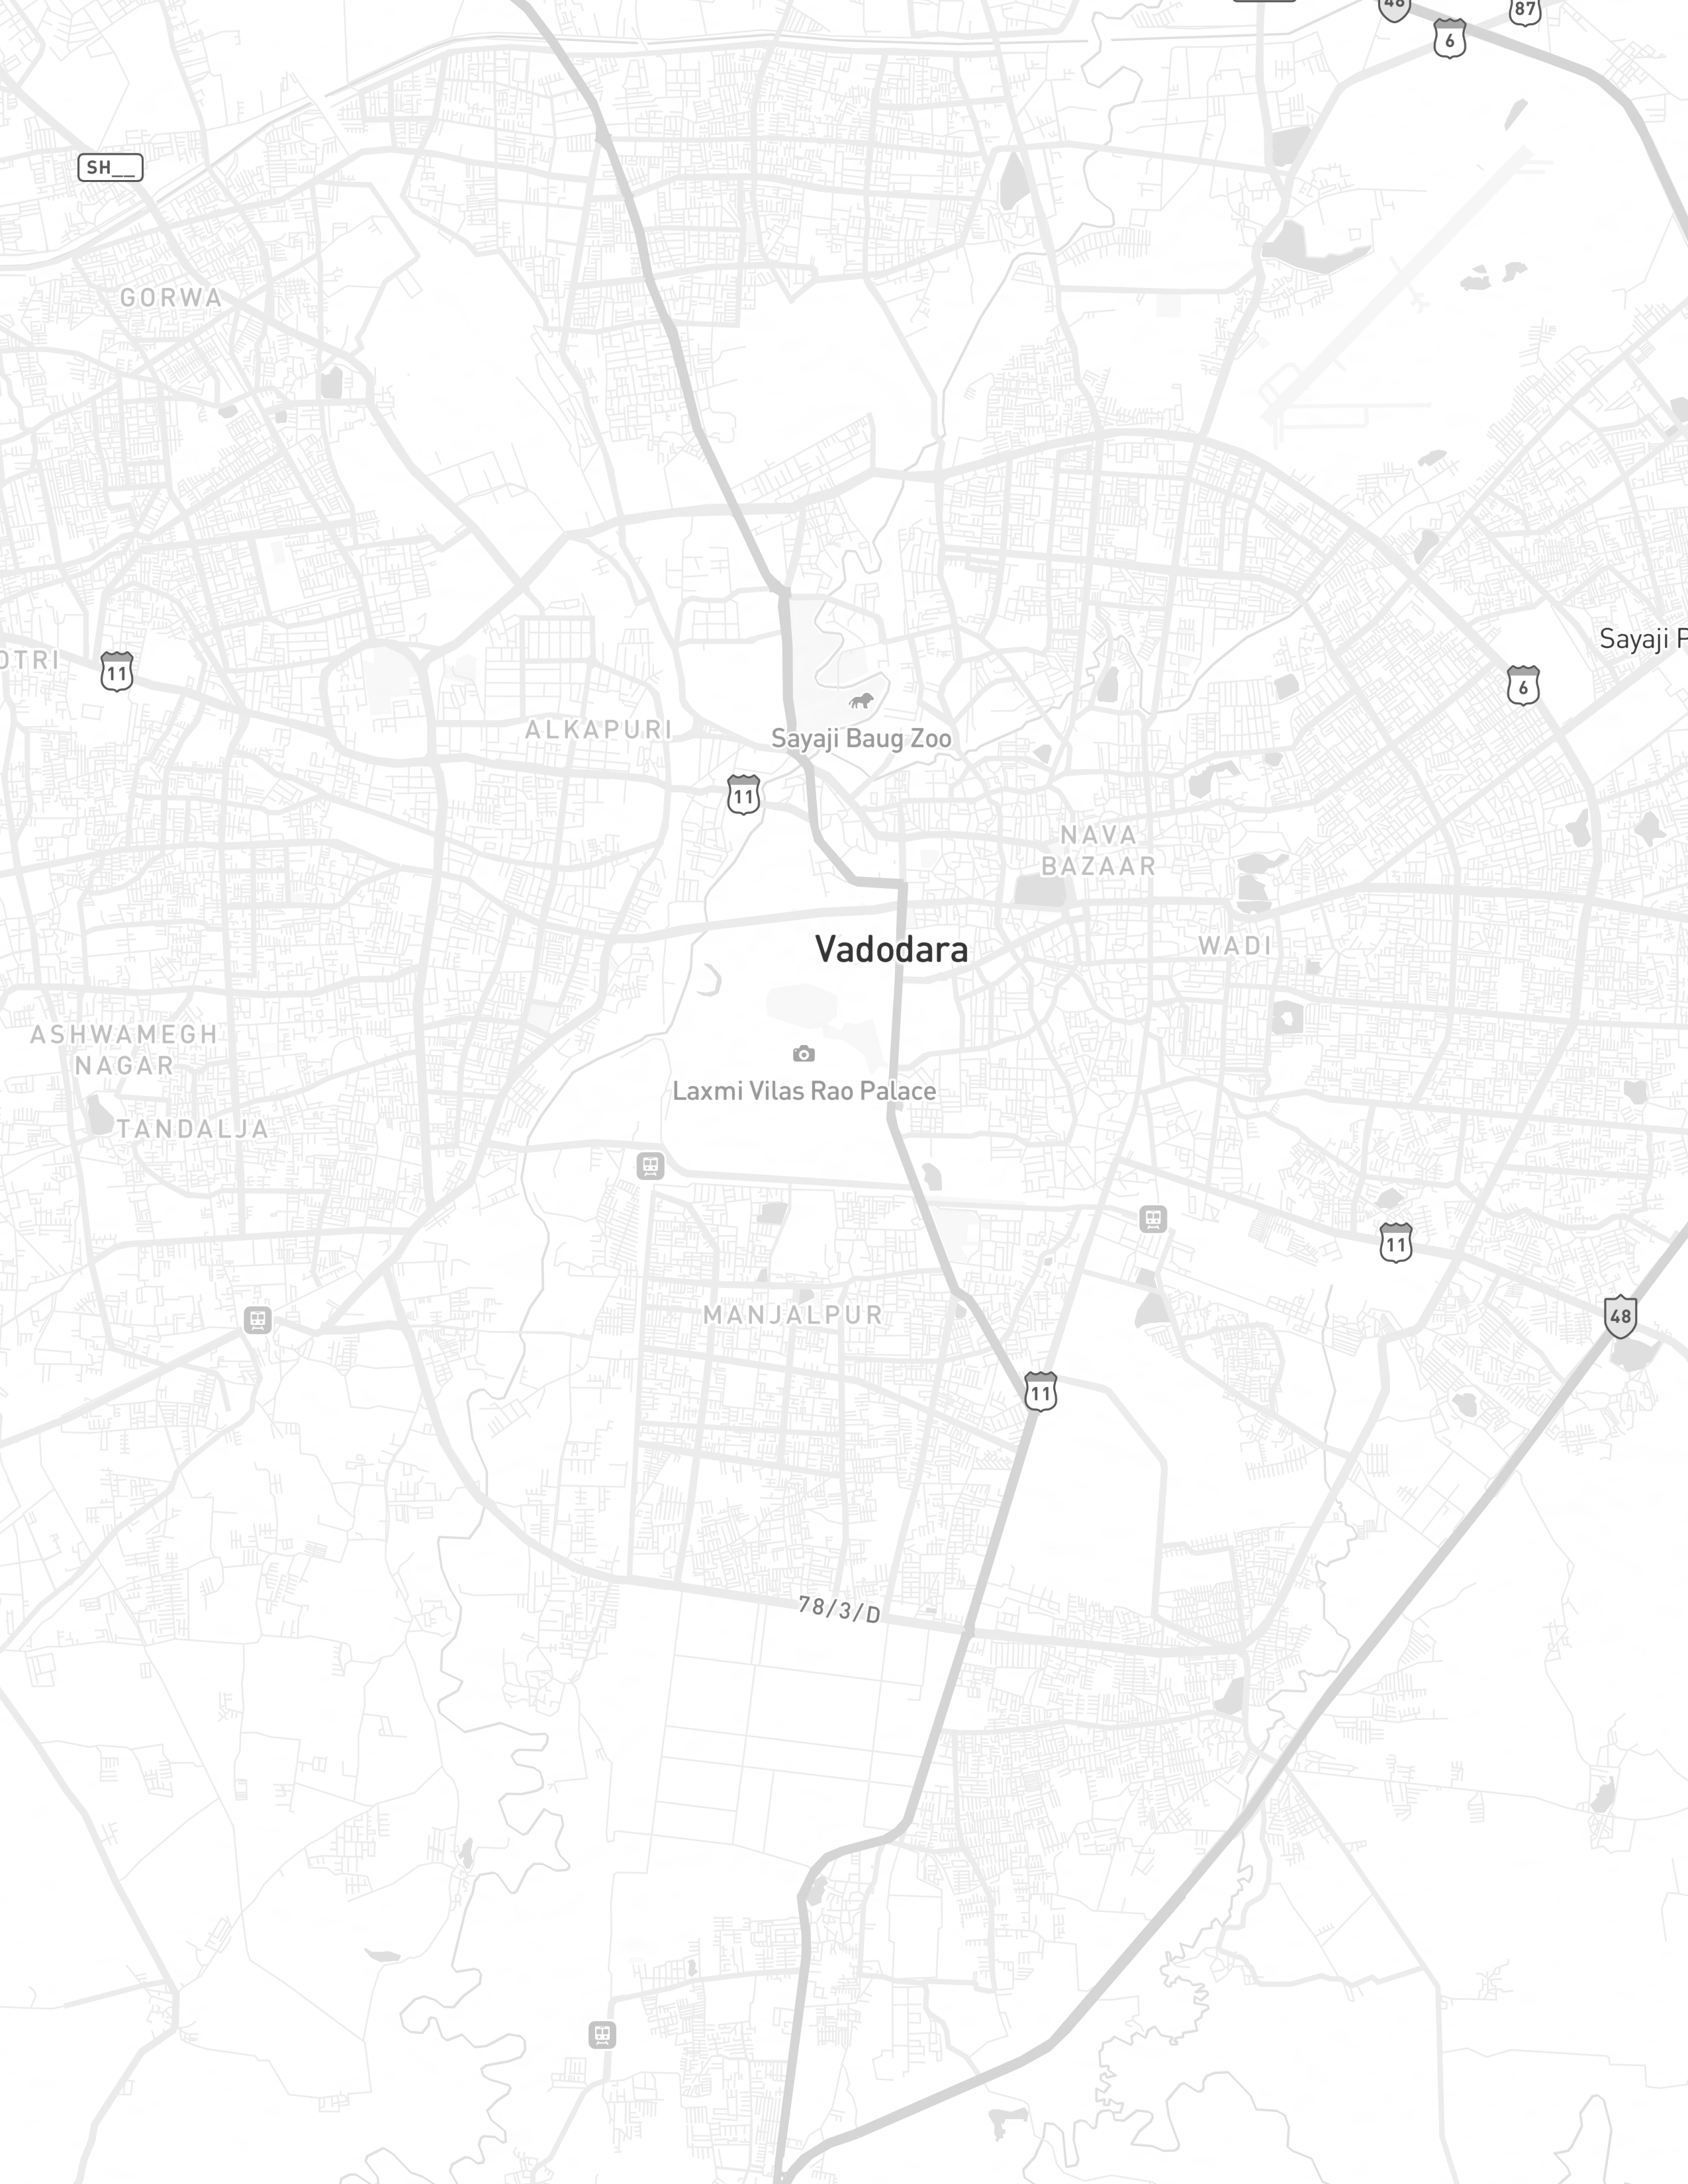 48
87
6
SH__
GORWA
Sayaji P
OTRI
11
6
ALKAPURI
Sayaji Baug Zoo
11
NAVA
BAZAAR
WADI
Vadodara
ASHWAMEGH
NAGAR
Laxmi Vilas Rao Palace
TANDALJA
11
48
MANJALPUR
11
78/3/D